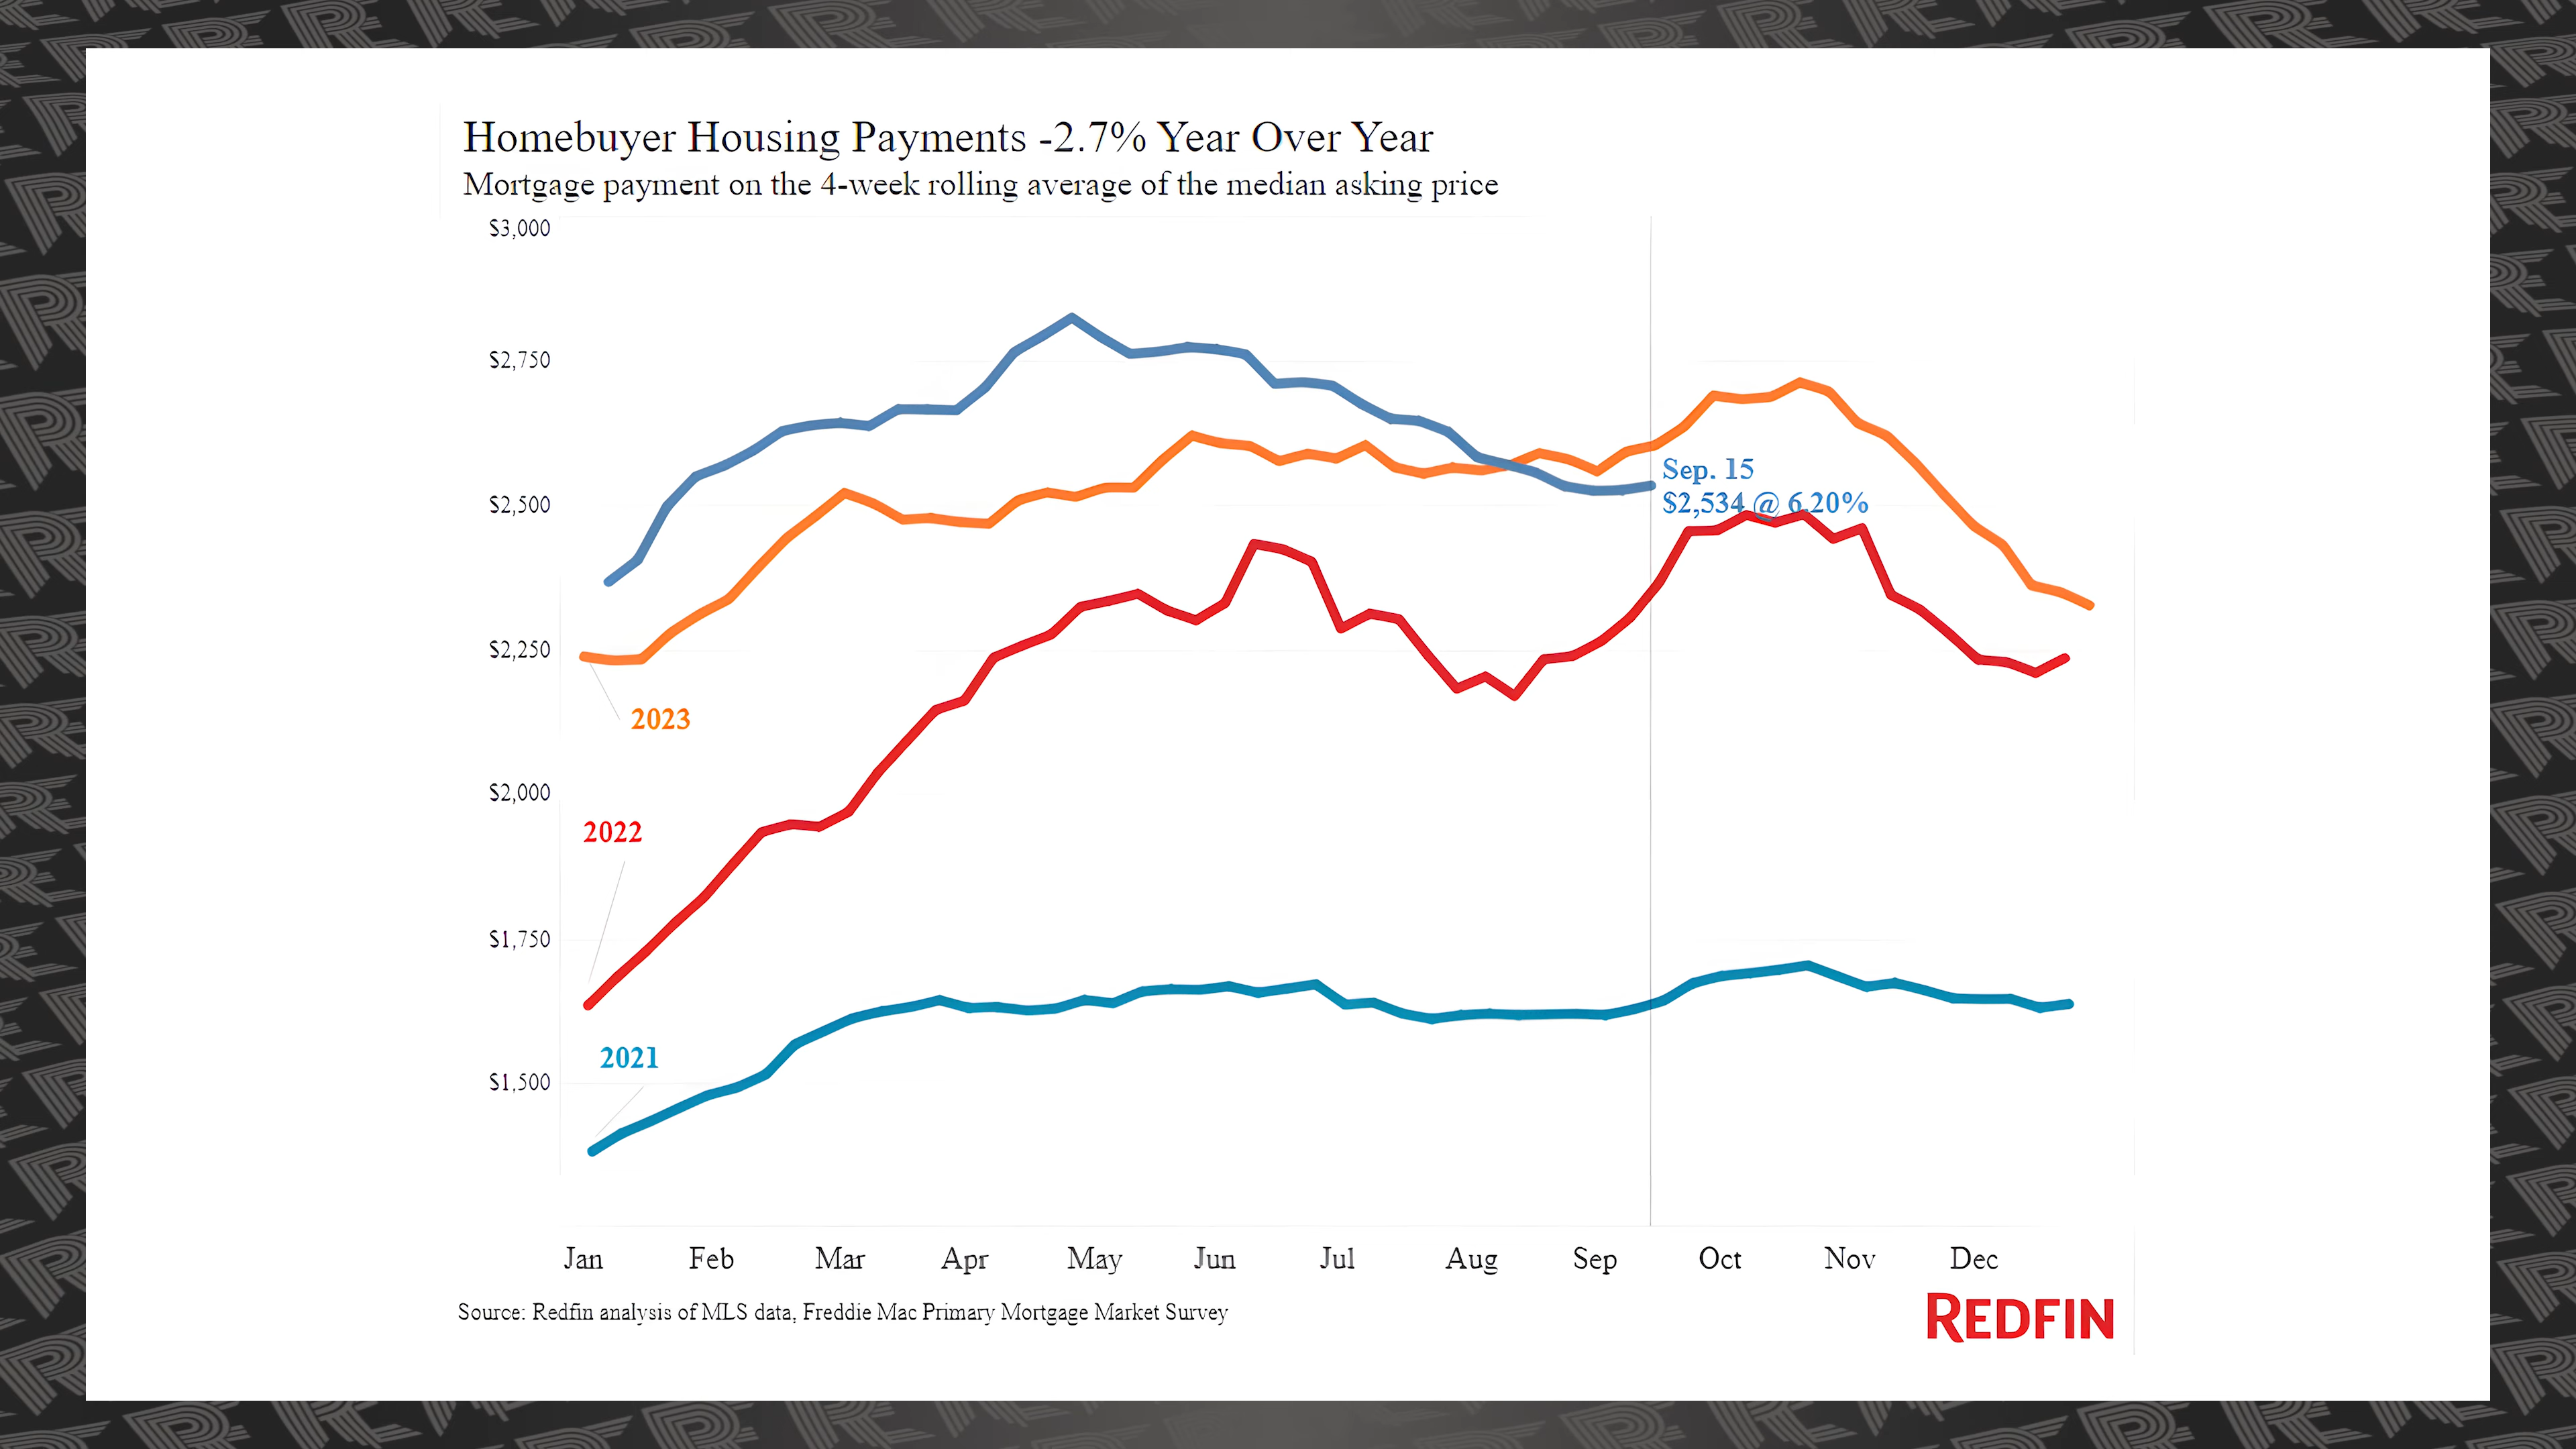 Homebuyer Housing Payments -2.7% Year Over Year
Mortgage payment on the 4-week rolling average of the median asking price
$3,000
$2,750
$2,500
$2,250
$2,000
$1,750
$1,500
Sep. 15
$2,534 @ 6.20%
2023
2022
2021
Jan Feb Mar Apr May Jun Jul Aug Sep Oct Nov Dec
Source: Redfin analysis of MLS data, Freddie Mac Primary Mortgage Market Survey
REDFIN